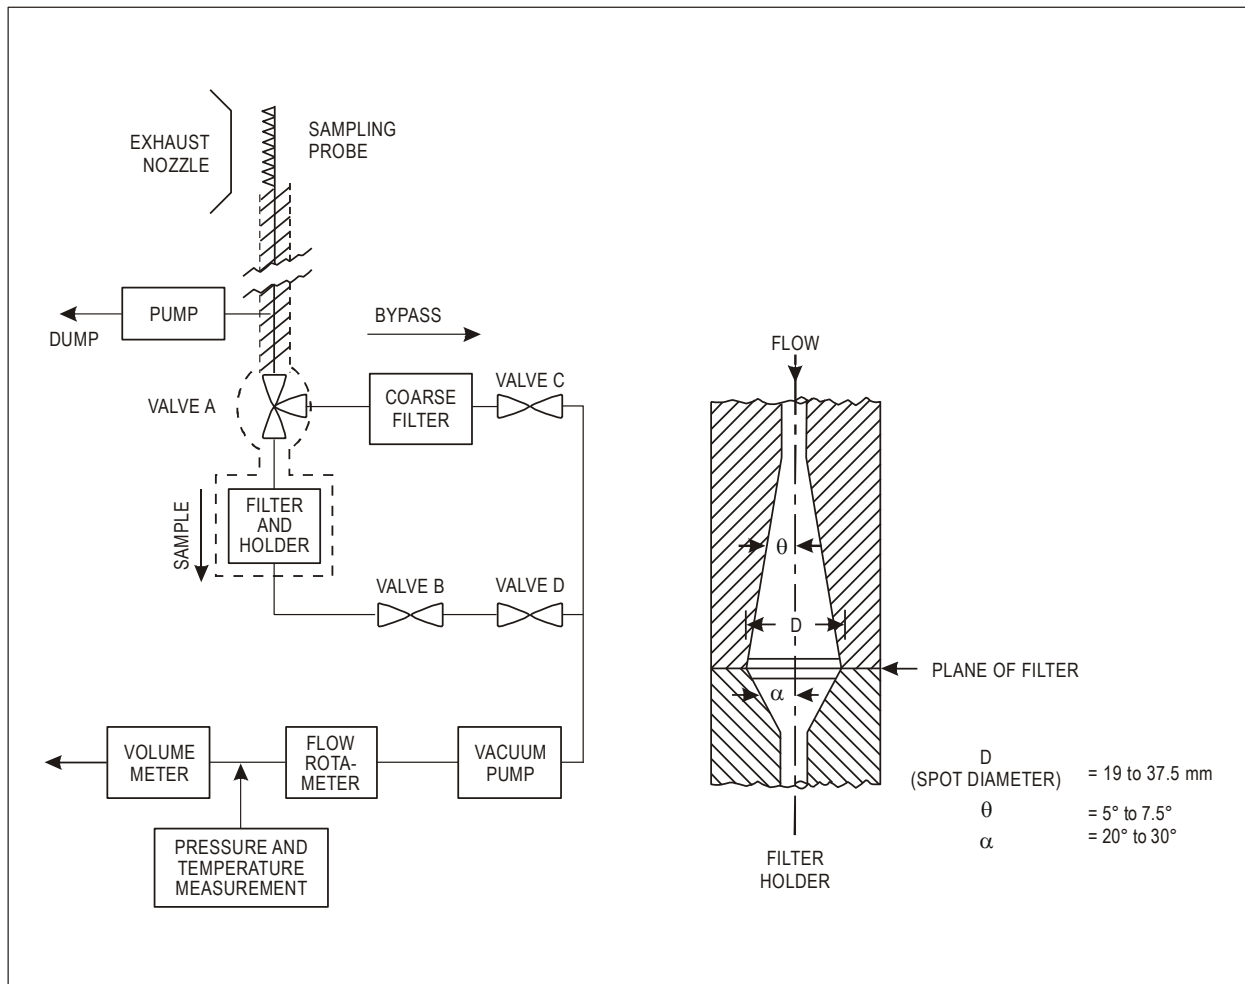 EXHAUST
NOZZLE
SAMPLING
PROBE
PUMP
DUMP
BYPASS
VALVE A
COARSE
FILTER
VALVE C
SAMPLE
FILTER
AND
HOLDER
VALVE B
VALVE D
VOLUME
METER
FLOW
ROTA-
METER
VACUUM
PUMP
PRESSURE AND
TEMPERATURE
MEASUREMENT
FLOW
θ
D
PLANE OF FILTER
α
FILTER
HOLDER
D
(SPOT DIAMETER) = 19 to 37.5 mm
θ = 5° to 7.5°
α = 20° to 30°